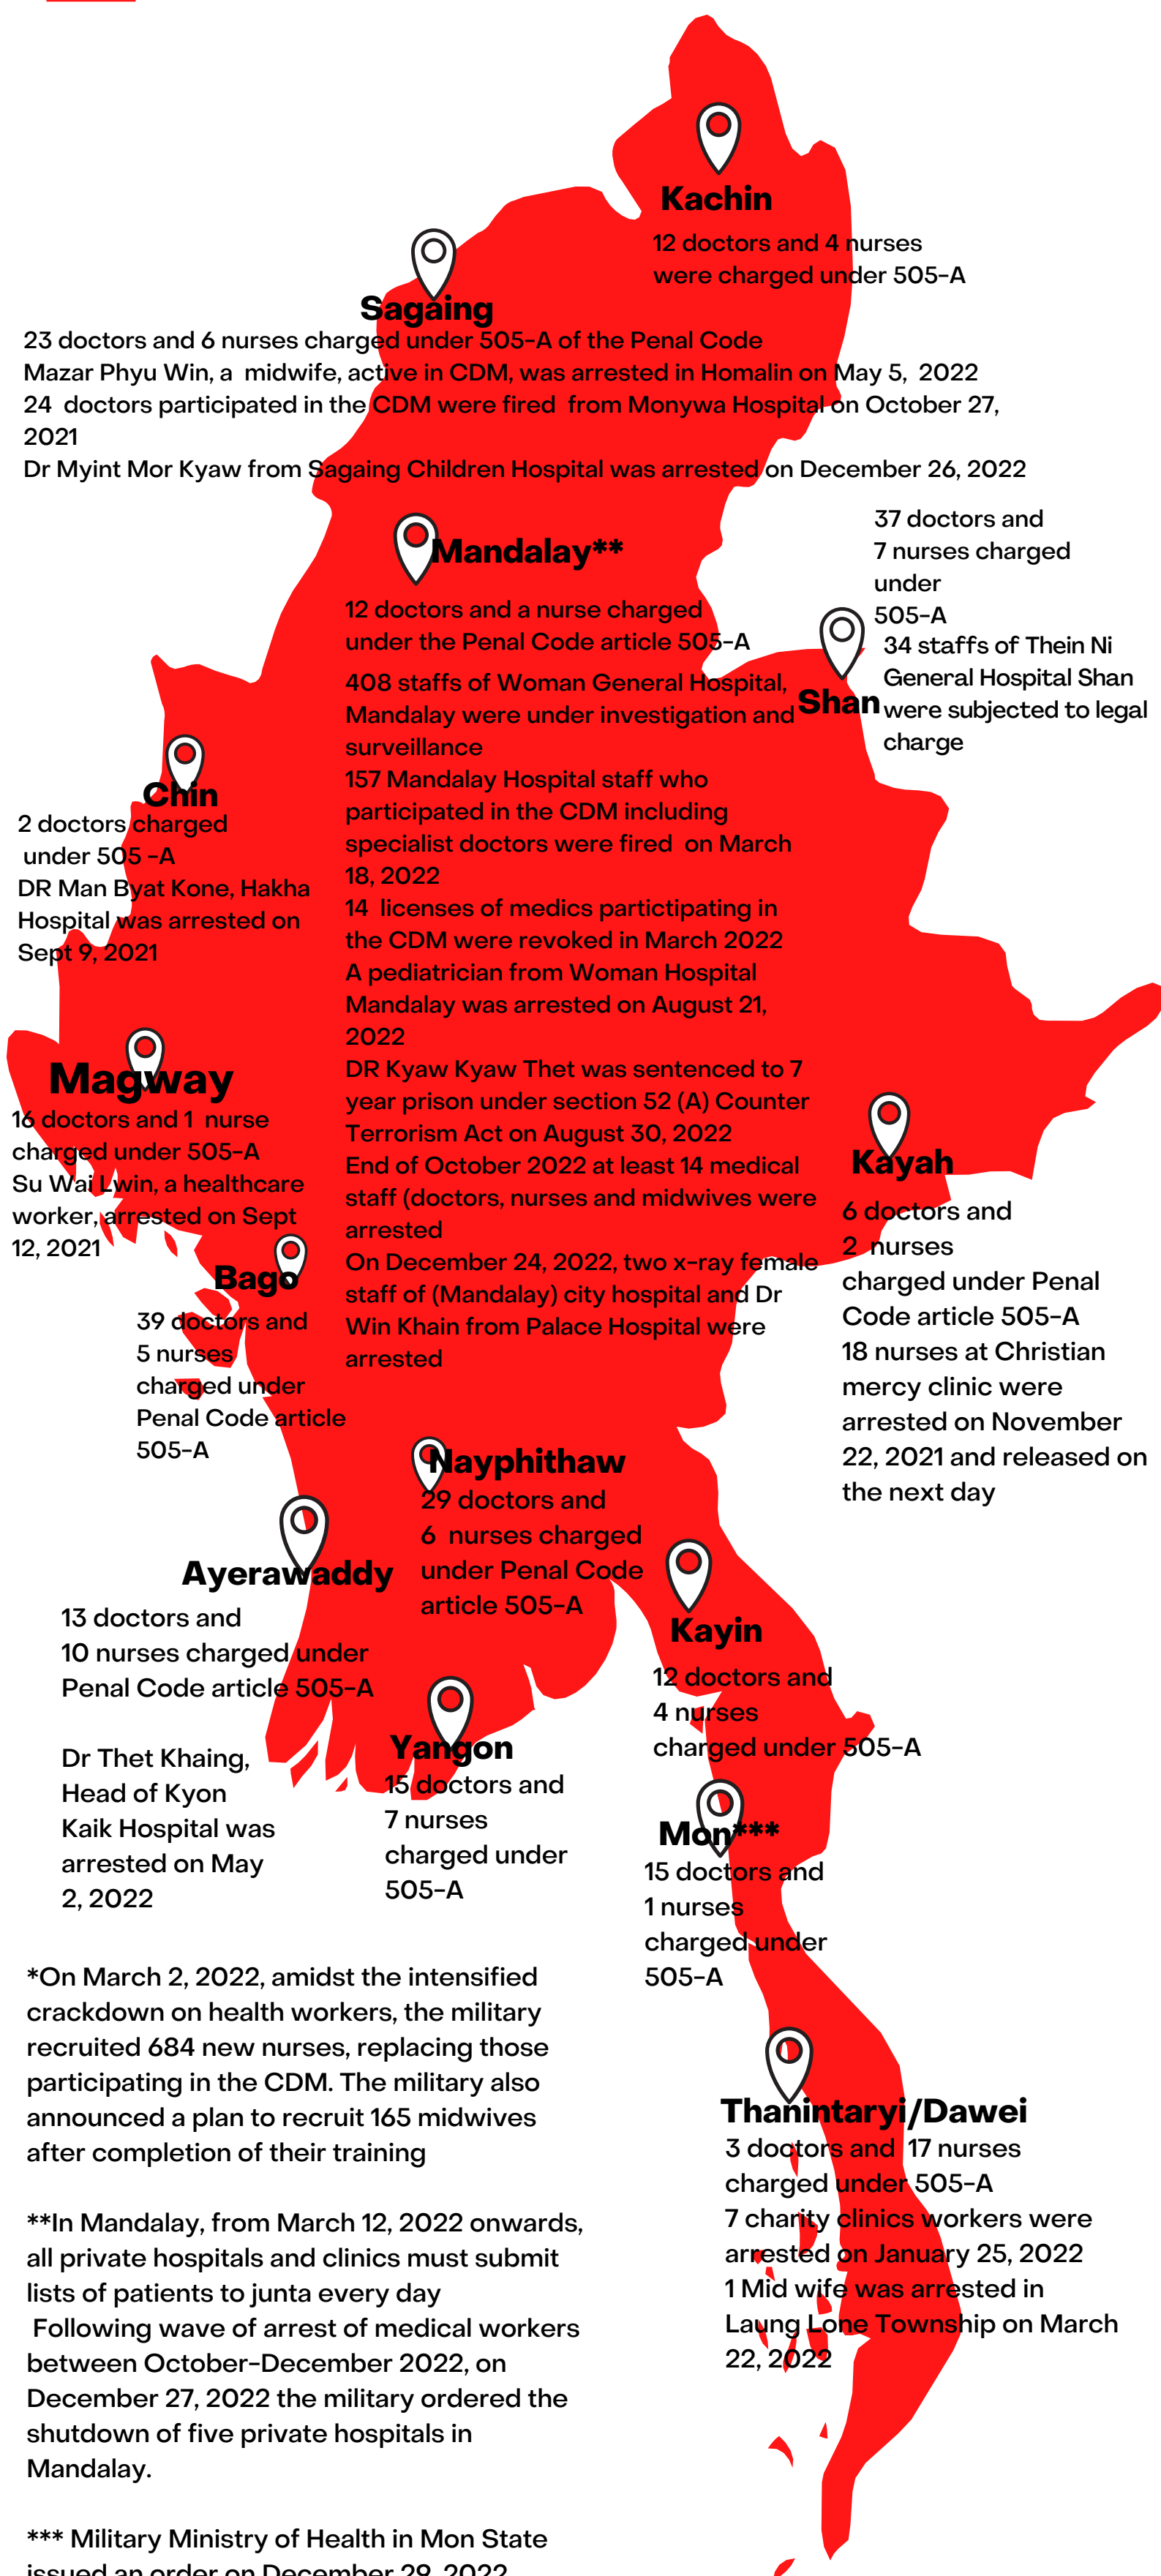 Kachin
12 doctors and 4 nurses
were charged under 505-A
Sagaing
23 doctors and 6 nurses charged under 505-A of the Penal Code
Mazar Phyu Win, a midwife, active in CDM, was arrested in Homalin on May 5, 2022
24 doctors participated in the CDM were fired from Monywa Hospital on October 27,
2021
Dr Myint Mor Kyaw from Sagaing Children Hospital was arrested on December 26, 2022
37 doctors and
7 nurses charged
under
505-A
34 staffs of Thein Ni
General Hospital Shan
were subjected to legal
charge
Shan
Mandalay**
12 doctors and a nurse charged
under the Penal Code article 505-A
408 staffs of Woman General Hospital,
Mandalay were under investigation and
surveillance
157 Mandalay Hospital staff who
participated in the CDM including
specialist doctors were fired on March
18, 2022
14 licenses of medics partictipating in
the CDM were revoked in March 2022
A pediatrician from Woman Hospital
Mandalay was arrested on August 21,
2022
DR Kyaw Kyaw Thet was sentenced to 7
year prison under section 52 (A) Counter
Terrorism Act on August 30, 2022
End of October 2022 at least 14 medical
staff (doctors, nurses and midwives were
arrested
On December 24, 2022, two x-ray female
staff of (Mandalay) city hospital and Dr
Win Khain from Palace Hospital were
arrested
Chin
2 doctors charged
under 505 -A
DR Man Byat Kone, Hakha
Hospital was arrested on
Sept 9, 2021
Magway
16 doctors and 1 nurse
charged under 505-A
Su Wai Lwin, a healthcare
worker, arrested on Sept
12, 2021
Kayah
6 doctors and
2 nurses
charged under Penal
Code article 505-A
18 nurses at Christian
mercy clinic were
arrested on November
22, 2021 and released on
the next day
Bago
39 doctors and
5 nurses
charged under
Penal Code article
505-A
Nayphithaw
29 doctors and
6 nurses charged
under Penal Code
article 505-A
Ayerawaddy
13 doctors and
10 nurses charged under
Penal Code article 505-A
Dr Thet Khaing,
Head of Kyon
Kaik Hospital was
arrested on May
2, 2022
Kayin
12 doctors and
4 nurses
charged under 505-A
Yangon
15 doctors and
7 nurses
charged under
505-A
Mon***
15 doctors and
1 nurses
charged under
505-A
Thanintaryi/Dawei
3 doctors and 17 nurses
charged under 505-A
7 charity clinics workers were
arrested on January 25, 2022
1 Mid wife was arrested in
Laung Lone Township on March
22, 2022
*On March 2, 2022, amidst the intensified
crackdown on health workers, the military
recruited 684 new nurses, replacing those
participating in the CDM. The military also
announced a plan to recruit 165 midwives
after completion of their training
**In Mandalay, from March 12, 2022 onwards,
all private hospitals and clinics must submit
lists of patients to junta every day
Following wave of arrest of medical workers
between October-December 2022, on
December 27, 2022 the military ordered the
shutdown of five private hospitals in
Mandalay.
*** Military Ministry of Health in Mon State
issued an order on December 29, 2022